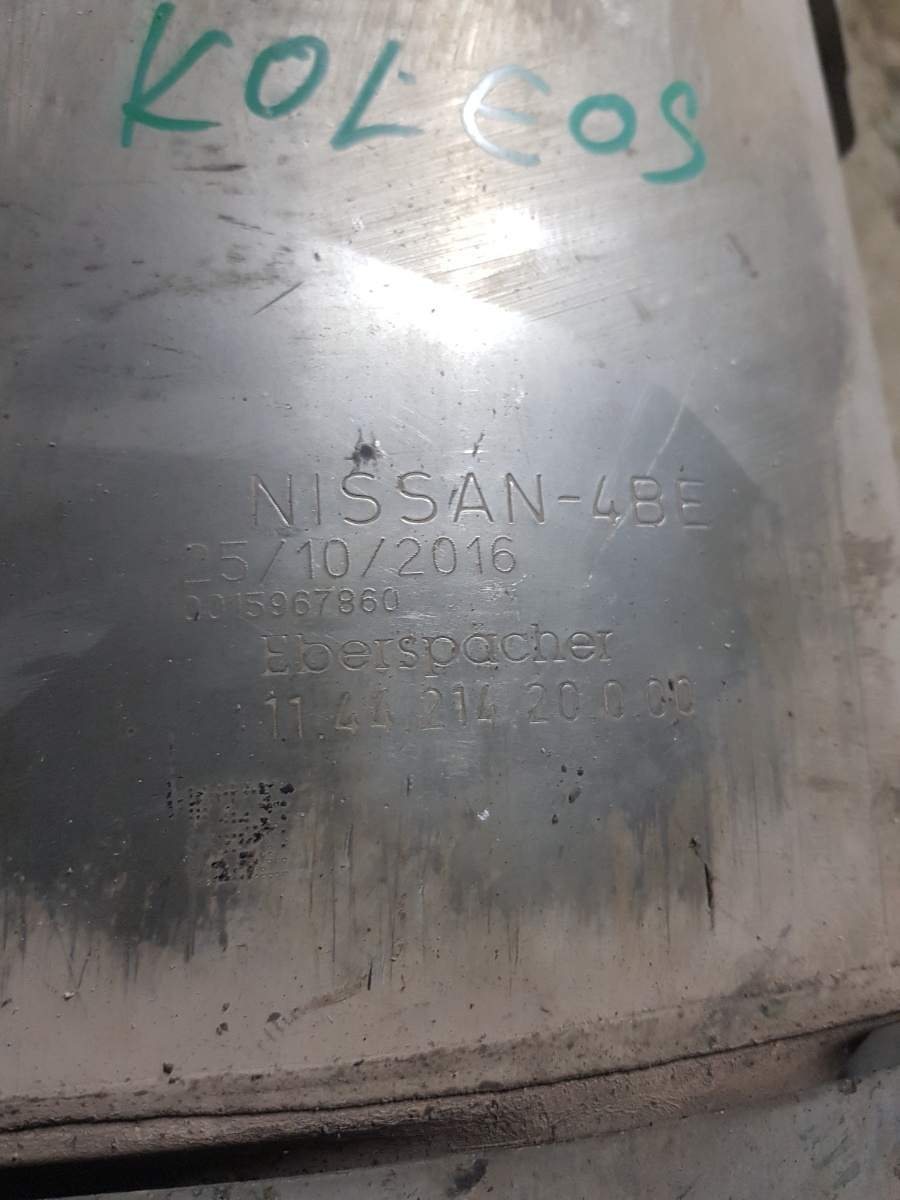 KOLEOS
NISSAN-4BE
25/10/2016
0015967860
Eberspächer
11.44.214.20.0.00